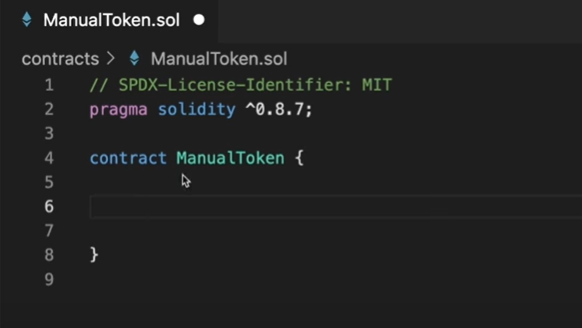 ManualToken.sol
contracts > ManualToken.sol
1 // SPDX-License-Identifier: MIT
2 pragma solidity ^0.8.7;
3
4 contract ManualToken {
5
6
7
8 }
9